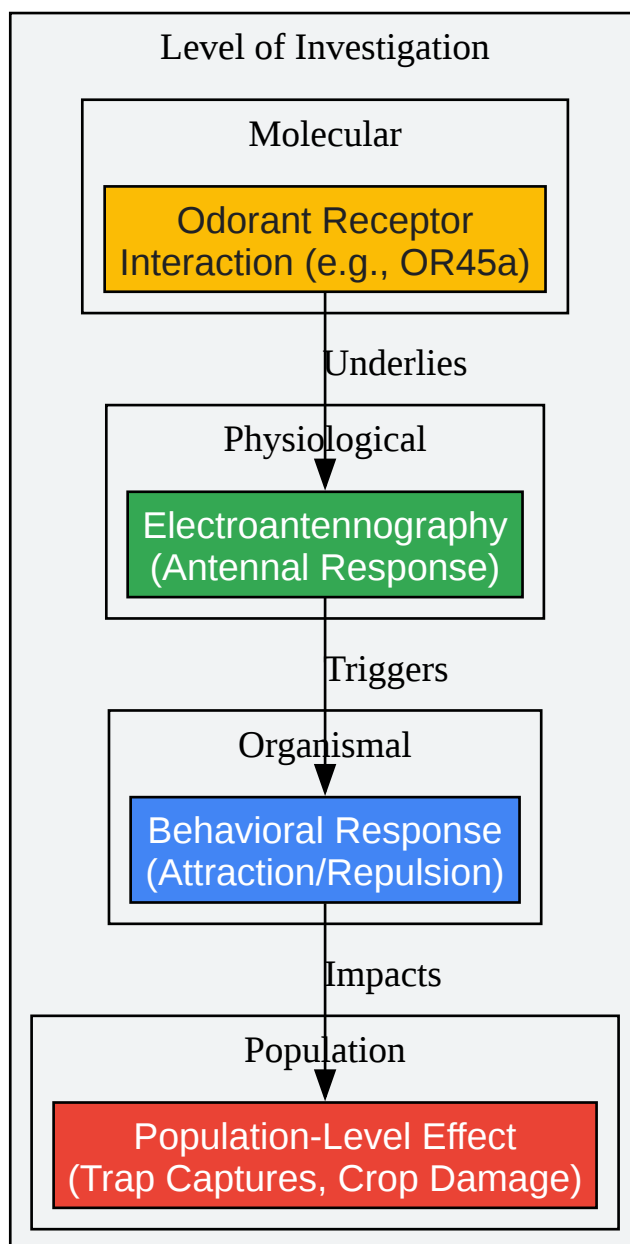 Level of Investigation
Molecular
Odorant Receptor
Interaction (e.g., OR45a)
Underlies
Physiological
Electroantennography
(Antennal Response)
Triggers
Organismal
Behavioral Response
(Attraction/Repulsion)
Impacts
Population
Population-Level Effect
(Trap Captures, Crop Damage)